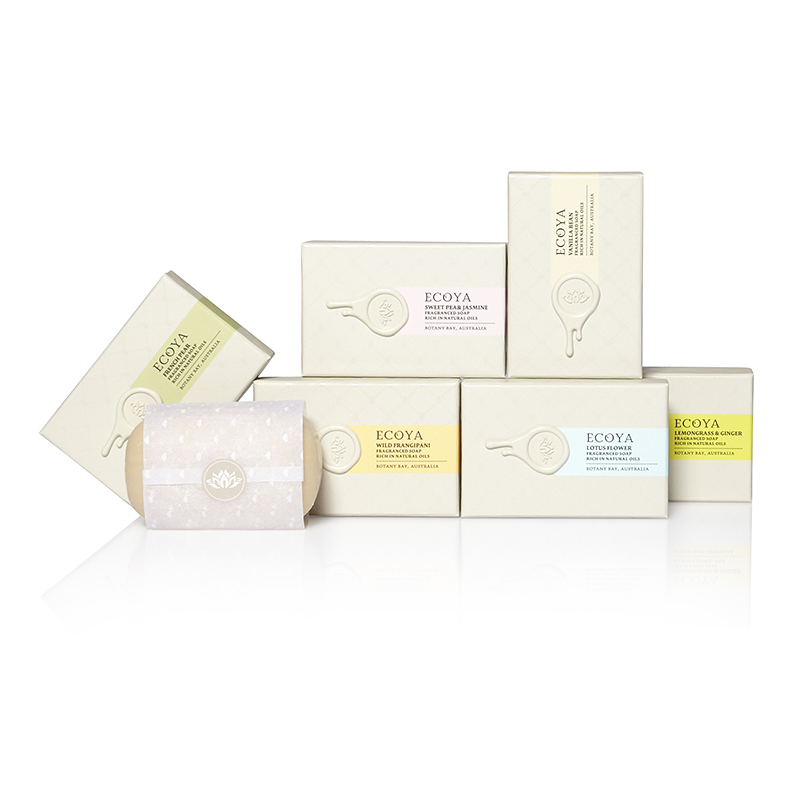 ECOYA
FRENCH PEAR
FRAGRANCED SOAP
RICH IN NATURAL OILS
BOTANY BAY, AUSTRALIA
ECOYA
SWEET PEA & JASMINE
FRAGRANCED SOAP
RICH IN NATURAL OILS
BOTANY BAY, AUSTRALIA
ECOYA
VANILLA BEAN
FRAGRANCED SOAP
RICH IN NATURAL OILS
BOTANY BAY, AUSTRALIA
ECOYA
WILD FRANGIPANI
FRAGRANCED SOAP
RICH IN NATURAL OILS
BOTANY BAY, AUSTRALIA
ECOYA
LOTUS FLOWER
FRAGRANCED SOAP
RICH IN NATURAL OILS
BOTANY BAY, AUSTRALIA
ECOYA
LEMONGRASS & GINGER
FRAGRANCED SOAP
RICH IN NATURAL OILS
BOTANY BAY, AUSTRALIA